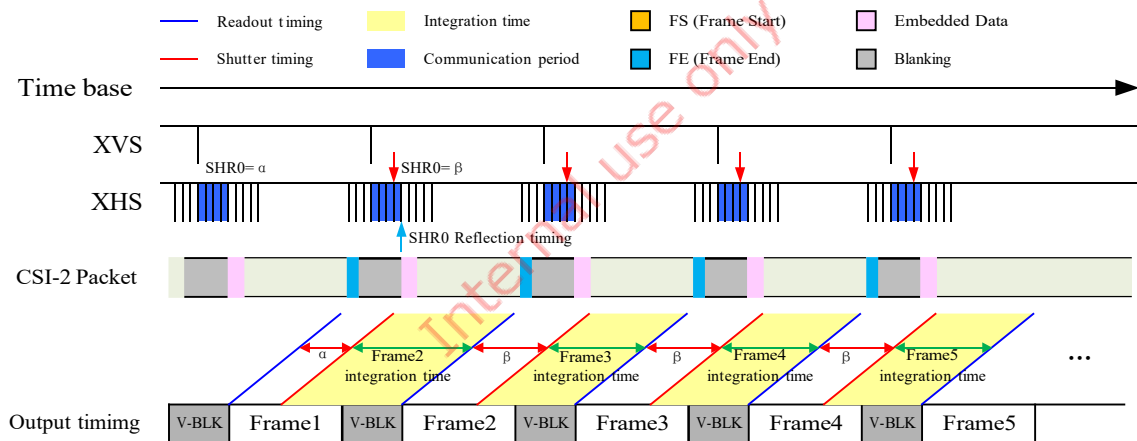 Readout timing
Integration time
FS (Frame Start)
Embedded Data
Shutter timing
Communication period
FE (Frame End)
Blanking
Time base
XVS
SHR0= α
SHR0= β
XHS
SHR0 Reflection timing
CSI-2 Packet
α
Frame2
integration time
β
Frame3
integration time
β
Frame4
integration time
β
Frame5
integration time
...
Output timimg
V-BLK
Frame1
V-BLK
Frame2
V-BLK
Frame3
V-BLK
Frame4
V-BLK
Frame5
Internal use only